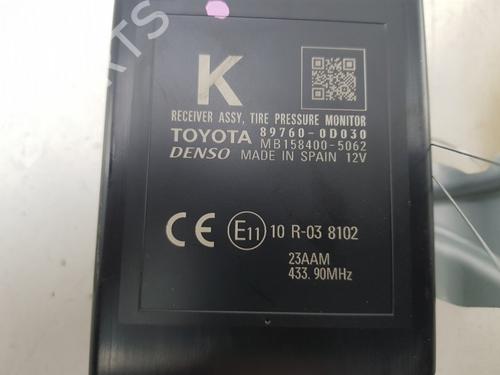 K
RECEIVER ASSY, TIRE PRESSURE MONITOR
TOYOTA 89760-0D030
DENSO MB158400-5062
MADE IN SPAIN 12V
CE E11 10 R-03 8102
23AAM
433.90MHz